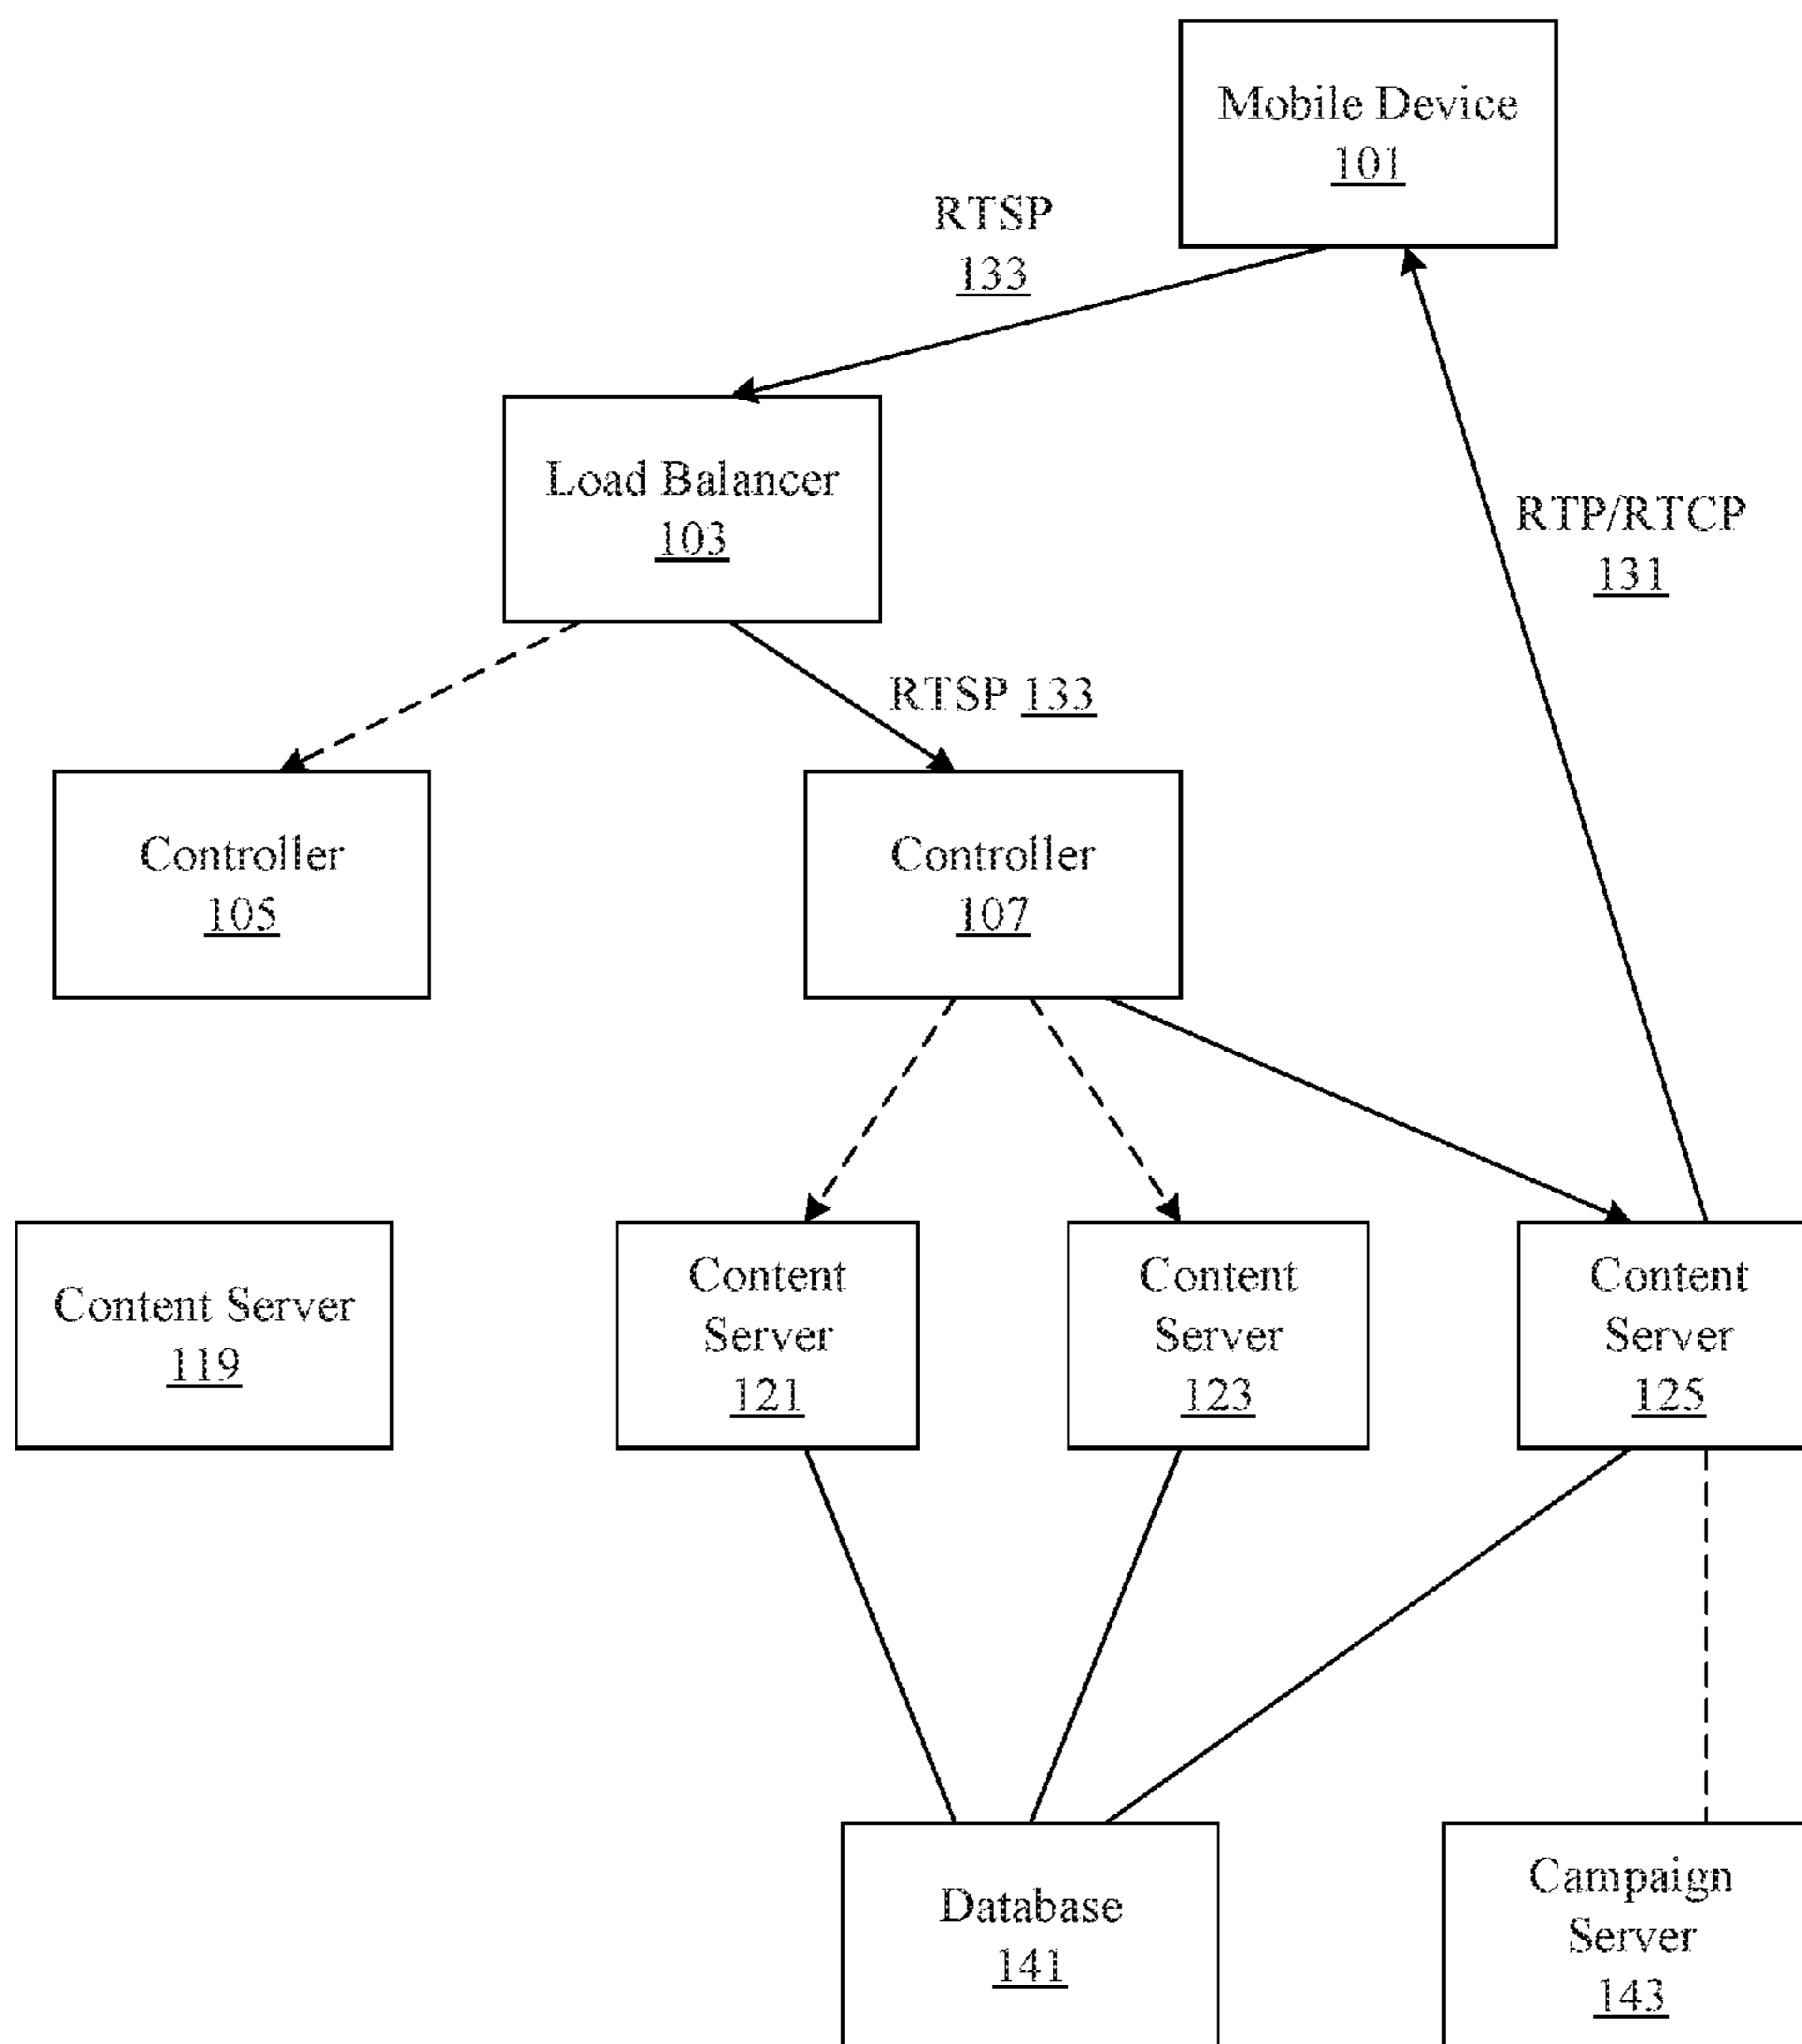 Mobile Device
101
RTSP
133
Load Balancer
103
RTP/RTCP
131
RTSP 133
Controller
105
Controller
107
Content Server
119
Content
Server
121
Content
Server
123
Content
Server
125
Database
141
Campaign
Server
143